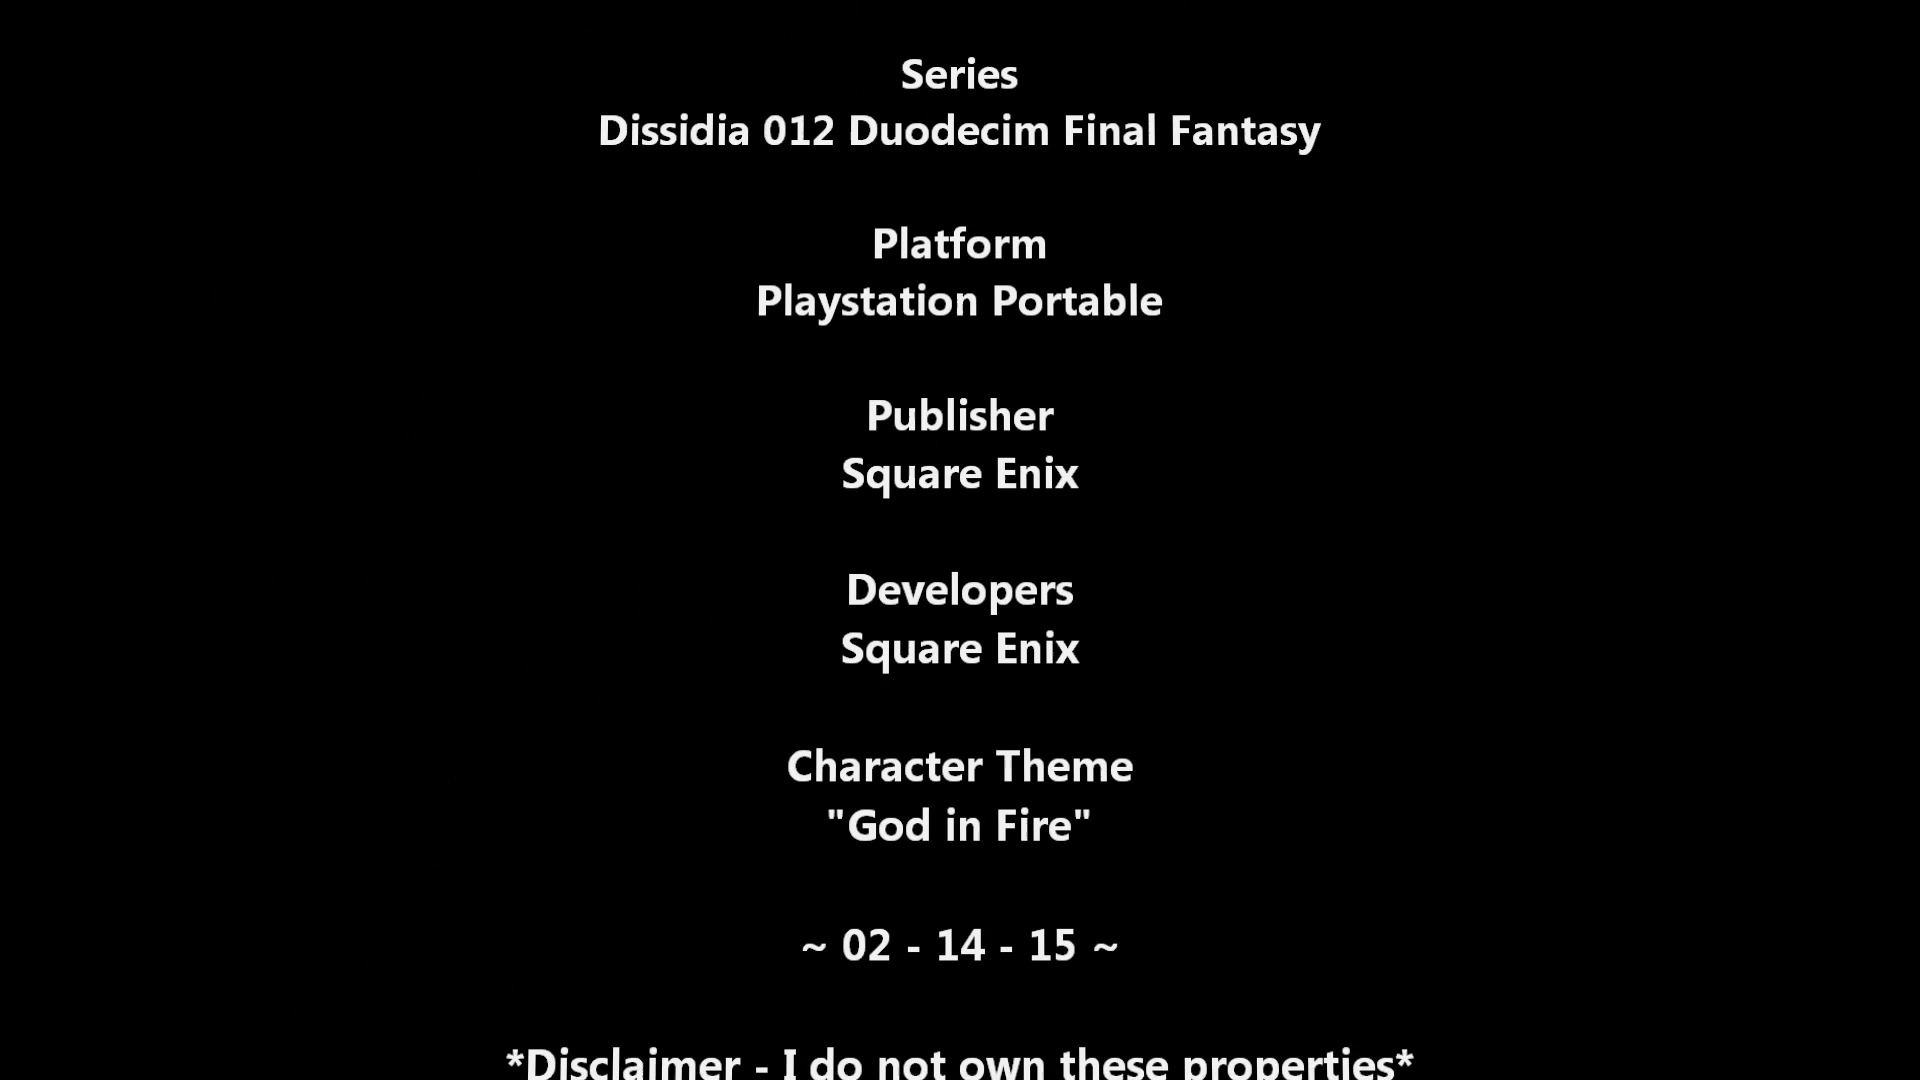 Series
Dissidia 012 Duodecim Final Fantasy
Platform
Playstation Portable
Publisher
Square Enix
Developers
Square Enix
Character Theme
"God in Fire"
~ 02 - 14 - 15 ~
*Disclaimer - I do not own these properties*